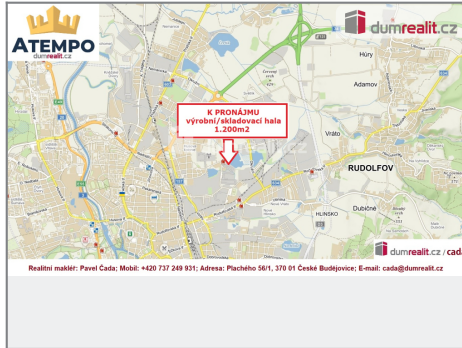 ATEMPO
dumrealit.cz
dumrealit.cz
Hůry
Adamov
K PRONÁJMU
výrobní/skladovací hala
1.200m2
Vráto
RUDOLFOV
HLINSKO
Dubičné
dumrealit.cz / cada
Realitní makléř: Pavel Čada; Mobil: +420 737 249 931; Adresa: Plachého 56/1, 370 01 České Budějovice; E-mail: cada@dumrealit.cz